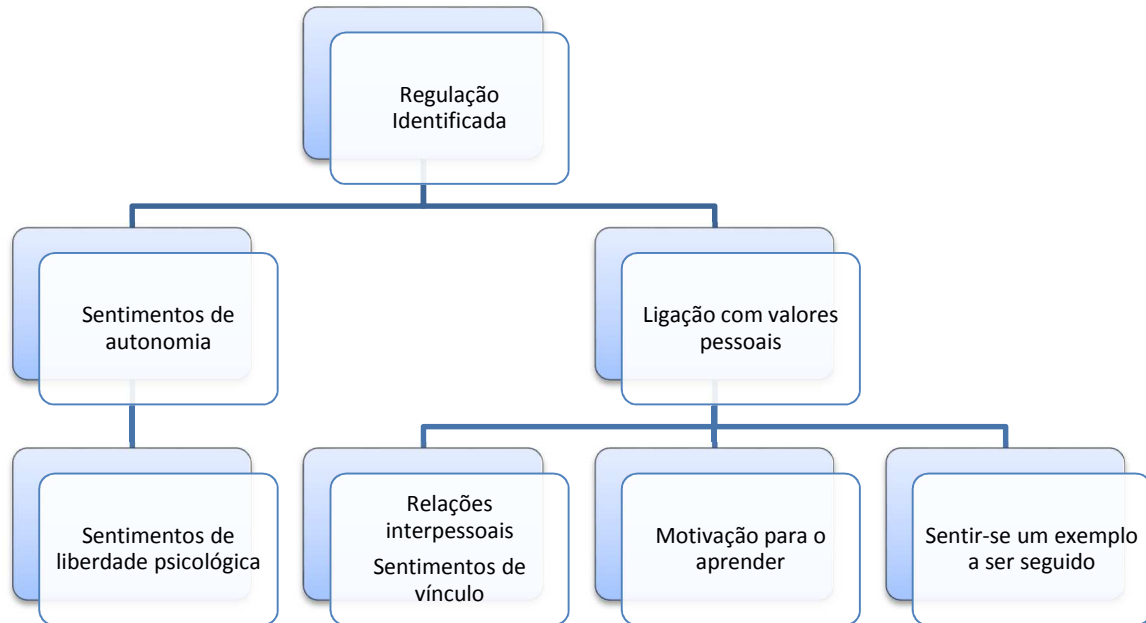 Regulação
Identificada
Sentimentos de
autonomia
Ligação com valores
pessoais
Sentimentos de
liberdade psicológica
Relações
interpessoais
Sentimentos de
vínculo
Motivação para o
aprender
Sentir-se um exemplo
a ser seguido